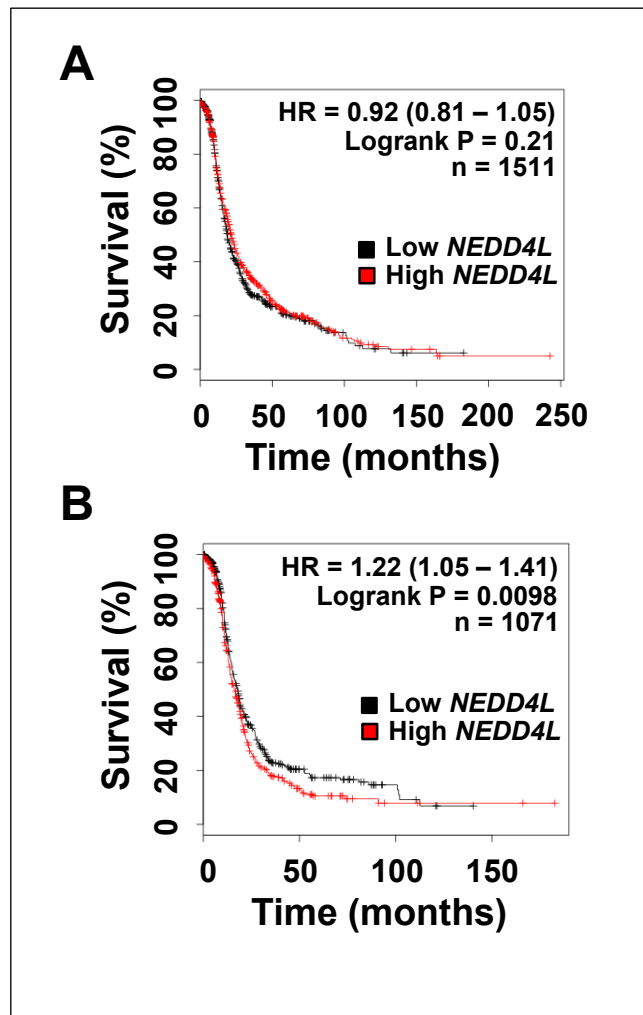 A
HR = 0.92 (0.81 – 1.05)
Logrank P = 0.21
n = 1511
Low NEDD4L
High NEDD4L
Survival (%)
0 20 40 60 80 100
0 50 100 150 200 250
Time (months)
B
HR = 1.22 (1.05 – 1.41)
Logrank P = 0.0098
n = 1071
Low NEDD4L
High NEDD4L
Survival (%)
0 20 40 60 80 100
0 50 100 150
Time (months)